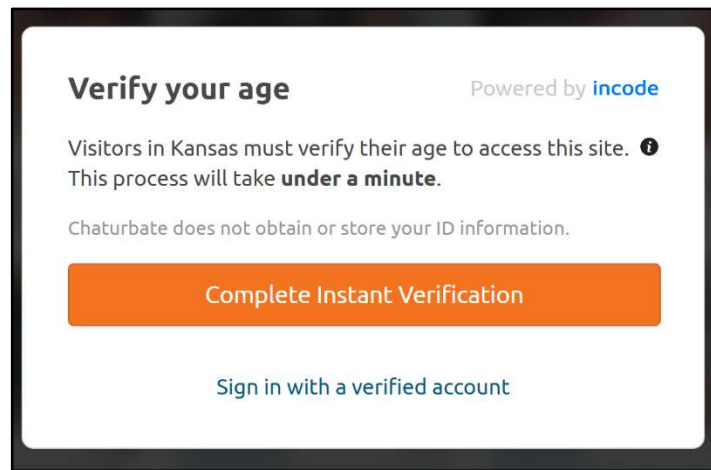 Verify your age
Powered by incode
Visitors in Kansas must verify their age to access this site.
This process will take under a minute.
Chaturbate does not obtain or store your ID information.
Complete Instant Verification
Sign in with a verified account